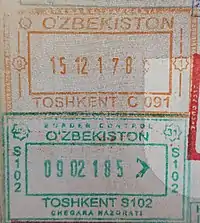 O'ZBEKISTON
15 12 17 8
TOSHKENT C 091
BORDER CONTROL
O'ZBEKISTON
S102
09 02 18 5 >
S102
TOSHKENT S102
CHEGARA NAZORATI